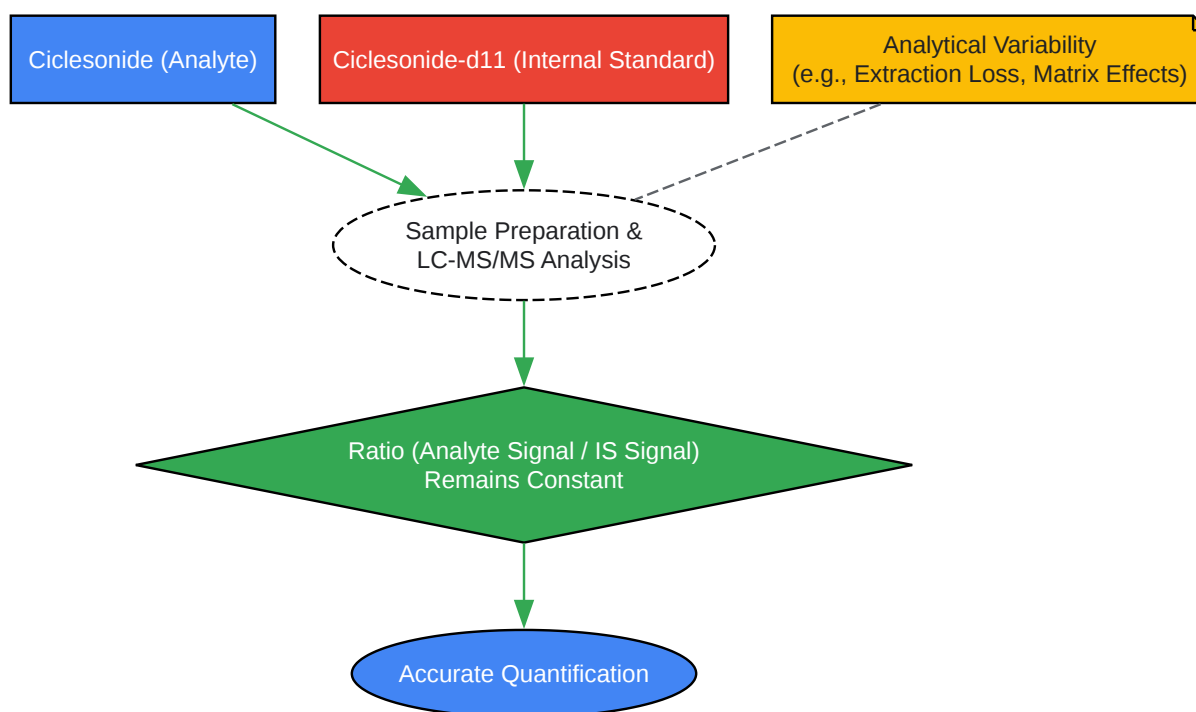 Ciclesonide (Analyte)
Ciclesonide-d11 (Internal Standard)
Analytical Variability
(e.g., Extraction Loss, Matrix Effects)
Sample Preparation &
LC-MS/MS Analysis
Ratio (Analyte Signal / IS Signal)
Remains Constant
Accurate Quantification